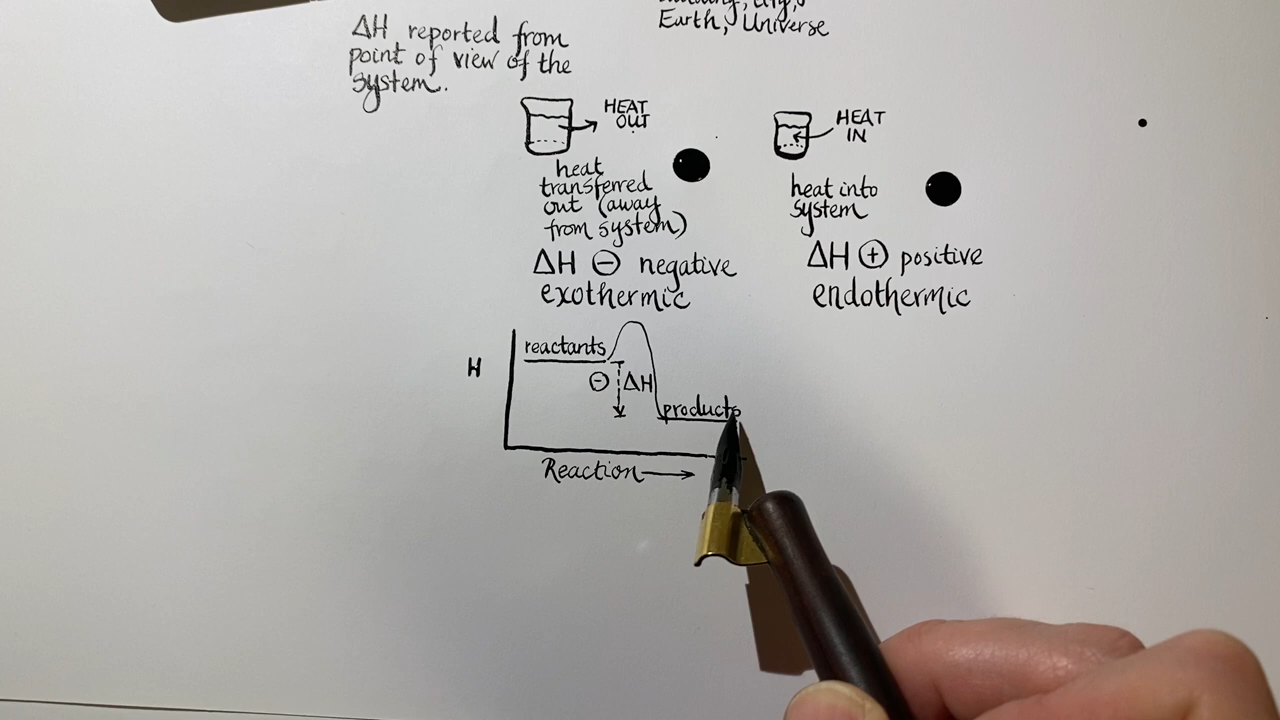 Earth, Universe
ΔH reported from
point of view of the
system.
HEAT
OUT
heat
transferred
out (away
from system)
ΔH ⊖ negative
exothermic
HEAT
IN
heat into
system
ΔH ⊕ positive
endothermic
H
reactants
⊖ ΔH
products
Reaction →